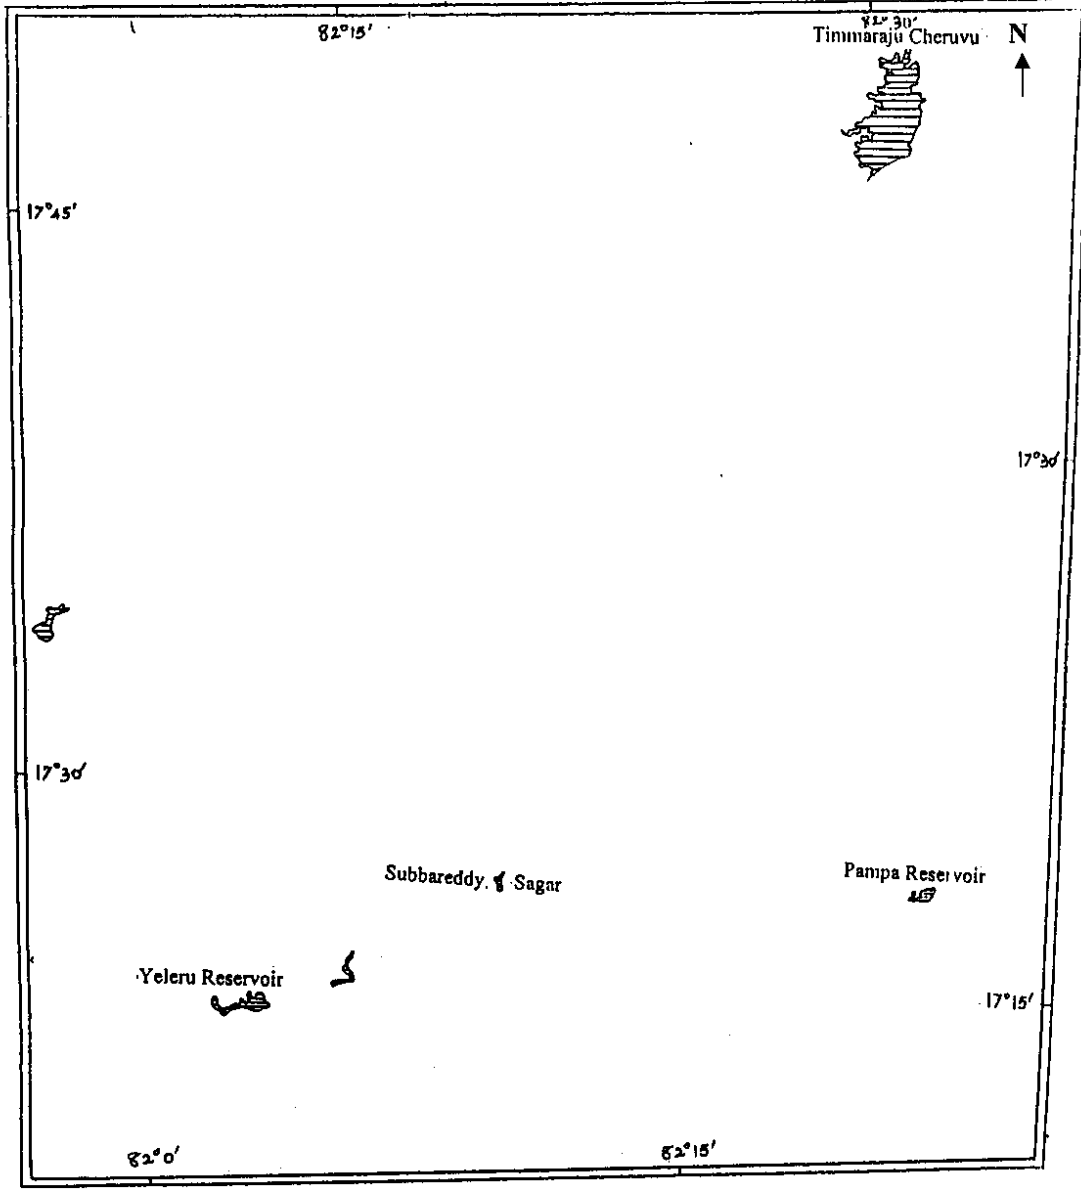 82°15'
82°30'
Timmaraju Cheruvu
N
17°45'
17°30'
17°30'
Subbareddy Sagar
Pampa Reservoir
Yeleru Reservoir
17°15'
82°0'
82°15'